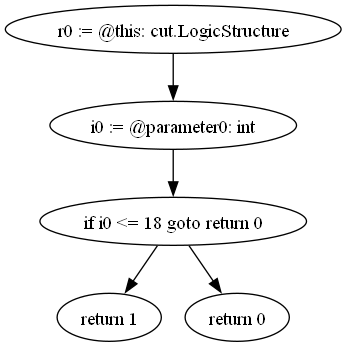 r0 := @this: cut.LogicStructure
i0 := @parameter0: int
if i0 <= 18 goto return 0
return 1
return 0